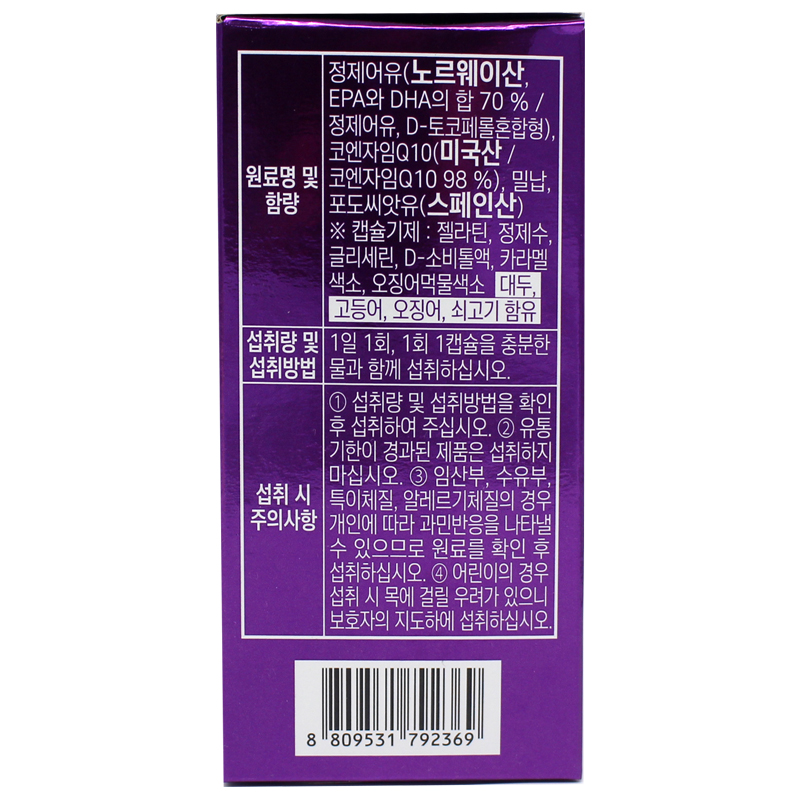 원료명 및
함량
정제어유(노르웨이산,
EPA와 DHA의 합 70 % /
정제어유, D-토코페롤혼합형),
코엔자임Q10(미국산 /
코엔자임Q10 98 %), 밀납,
포도씨앗유(스페인산)
※ 캡슐기제 : 젤라틴, 정제수,
글리세린, D-소비톨액, 카라멜
색소, 오징어먹물색소 대두,
고등어, 오징어, 쇠고기 함유
섭취량 및
섭취방법
1일 1회, 1회 1캡슐을 충분한
물과 함께 섭취하십시오.
섭취 시
주의사항
① 섭취량 및 섭취방법을 확인
후 섭취하여 주십시오. ② 유통
기한이 경과된 제품은 섭취하지
마십시오. ③ 임산부, 수유부,
특이체질, 알레르기체질의 경우
개인에 따라 과민반응을 나타낼
수 있으므로 원료를 확인 후
섭취하십시오. ④ 어린이의 경우
섭취 시 목에 걸릴 우려가 있으니
보호자의 지도하에 섭취하십시오.
8 809531 792369